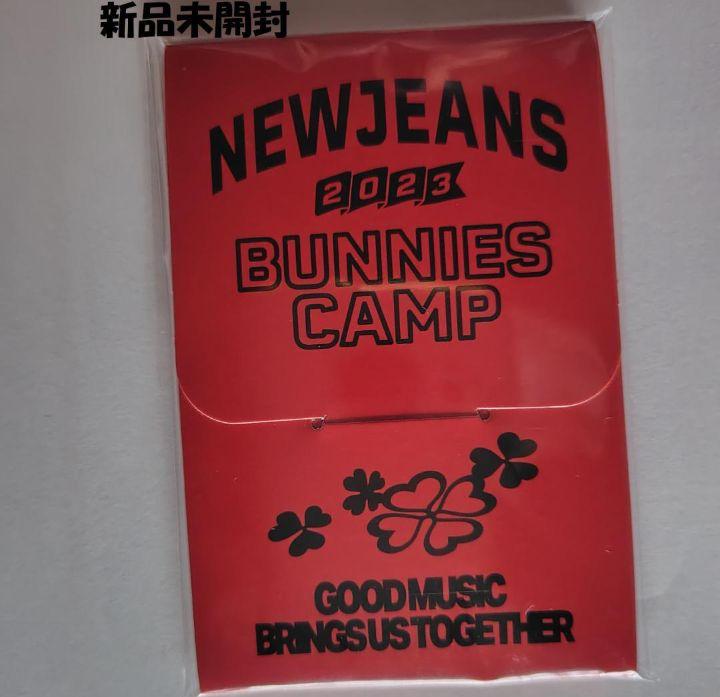 新品未開封
NEWJEANS
2023
BUNNIES
CAMP
GOOD MUSIC
BRINGS US TOGETHER